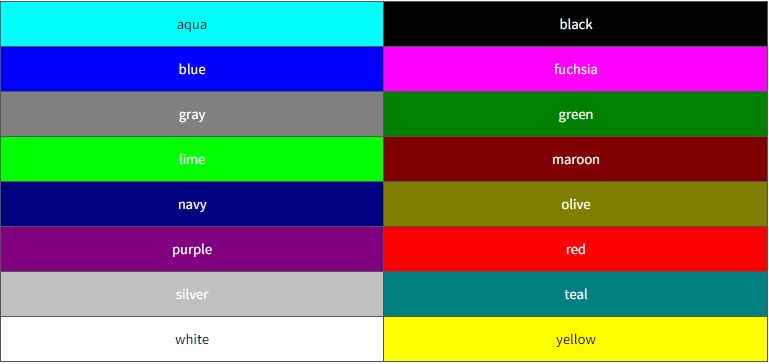 aqua black
blue fuchsia
gray green
lime maroon
navy olive
purple red
silver teal
white yellow